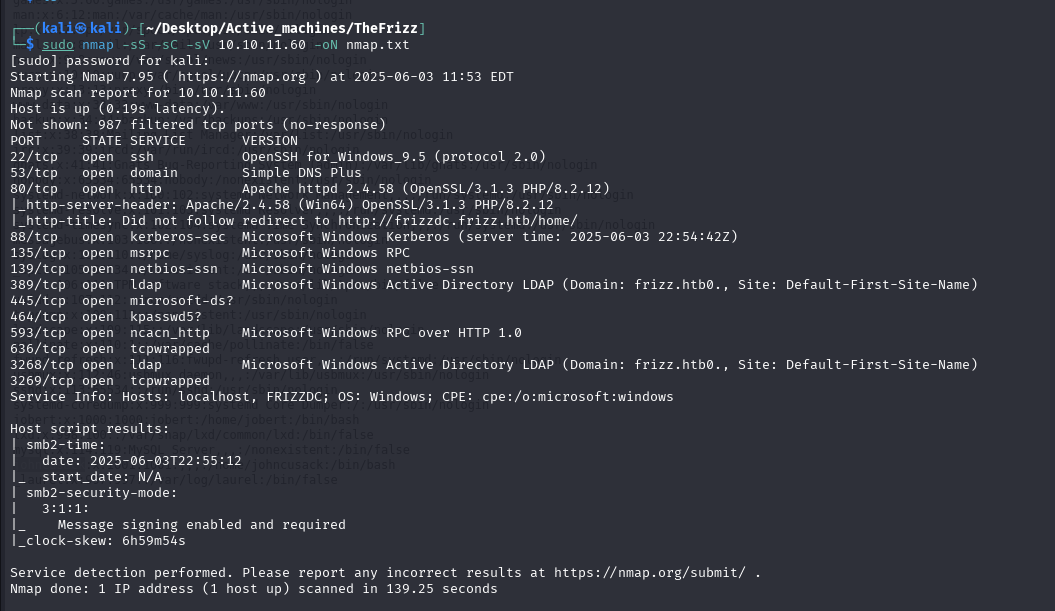 ┌──(kali㉿kali)-[~/Desktop/Active_machines/TheFrizz]
└─$ sudo nmap -sS -sC -sV 10.10.11.60 -oN nmap.txt
[sudo] password for kali:
Starting Nmap 7.95 ( https://nmap.org ) at 2025-06-03 11:53 EDT
Nmap scan report for 10.10.11.60
Host is up (0.19s latency).
Not shown: 987 filtered tcp ports (no-response)
PORT     STATE SERVICE       VERSION
22/tcp   open  ssh           OpenSSH for_Windows_9.5 (protocol 2.0)
53/tcp   open  domain        Simple DNS Plus
80/tcp   open  http          Apache httpd 2.4.58 (OpenSSL/3.1.3 PHP/8.2.12)
|_http-server-header: Apache/2.4.58 (Win64) OpenSSL/3.1.3 PHP/8.2.12
|_http-title: Did not follow redirect to http://frizzdc.frizz.htb/home/
88/tcp   open  kerberos-sec  Microsoft Windows Kerberos (server time: 2025-06-03 22:54:42Z)
135/tcp  open  msrpc         Microsoft Windows RPC
139/tcp  open  netbios-ssn   Microsoft Windows netbios-ssn
389/tcp  open  ldap          Microsoft Windows Active Directory LDAP (Domain: frizz.htb0., Site: Default-First-Site-Name)
445/tcp  open  microsoft-ds?
464/tcp  open  kpasswd5?
593/tcp  open  ncacn_http    Microsoft Windows RPC over HTTP 1.0
636/tcp  open  tcpwrapped
3268/tcp open  ldap          Microsoft Windows Active Directory LDAP (Domain: frizz.htb0., Site: Default-First-Site-Name)
3269/tcp open  tcpwrapped
Service Info: Hosts: localhost, FRIZZDC; OS: Windows; CPE: cpe:/o:microsoft:windows

Host script results:
| smb2-time:
|   date: 2025-06-03T22:55:12
|_  start_date: N/A
| smb2-security-mode:
|   3:1:1:
|_    Message signing enabled and required
|_clock-skew: 6h59m54s

Service detection performed. Please report any incorrect results at https://nmap.org/submit/ .
Nmap done: 1 IP address (1 host up) scanned in 139.25 seconds